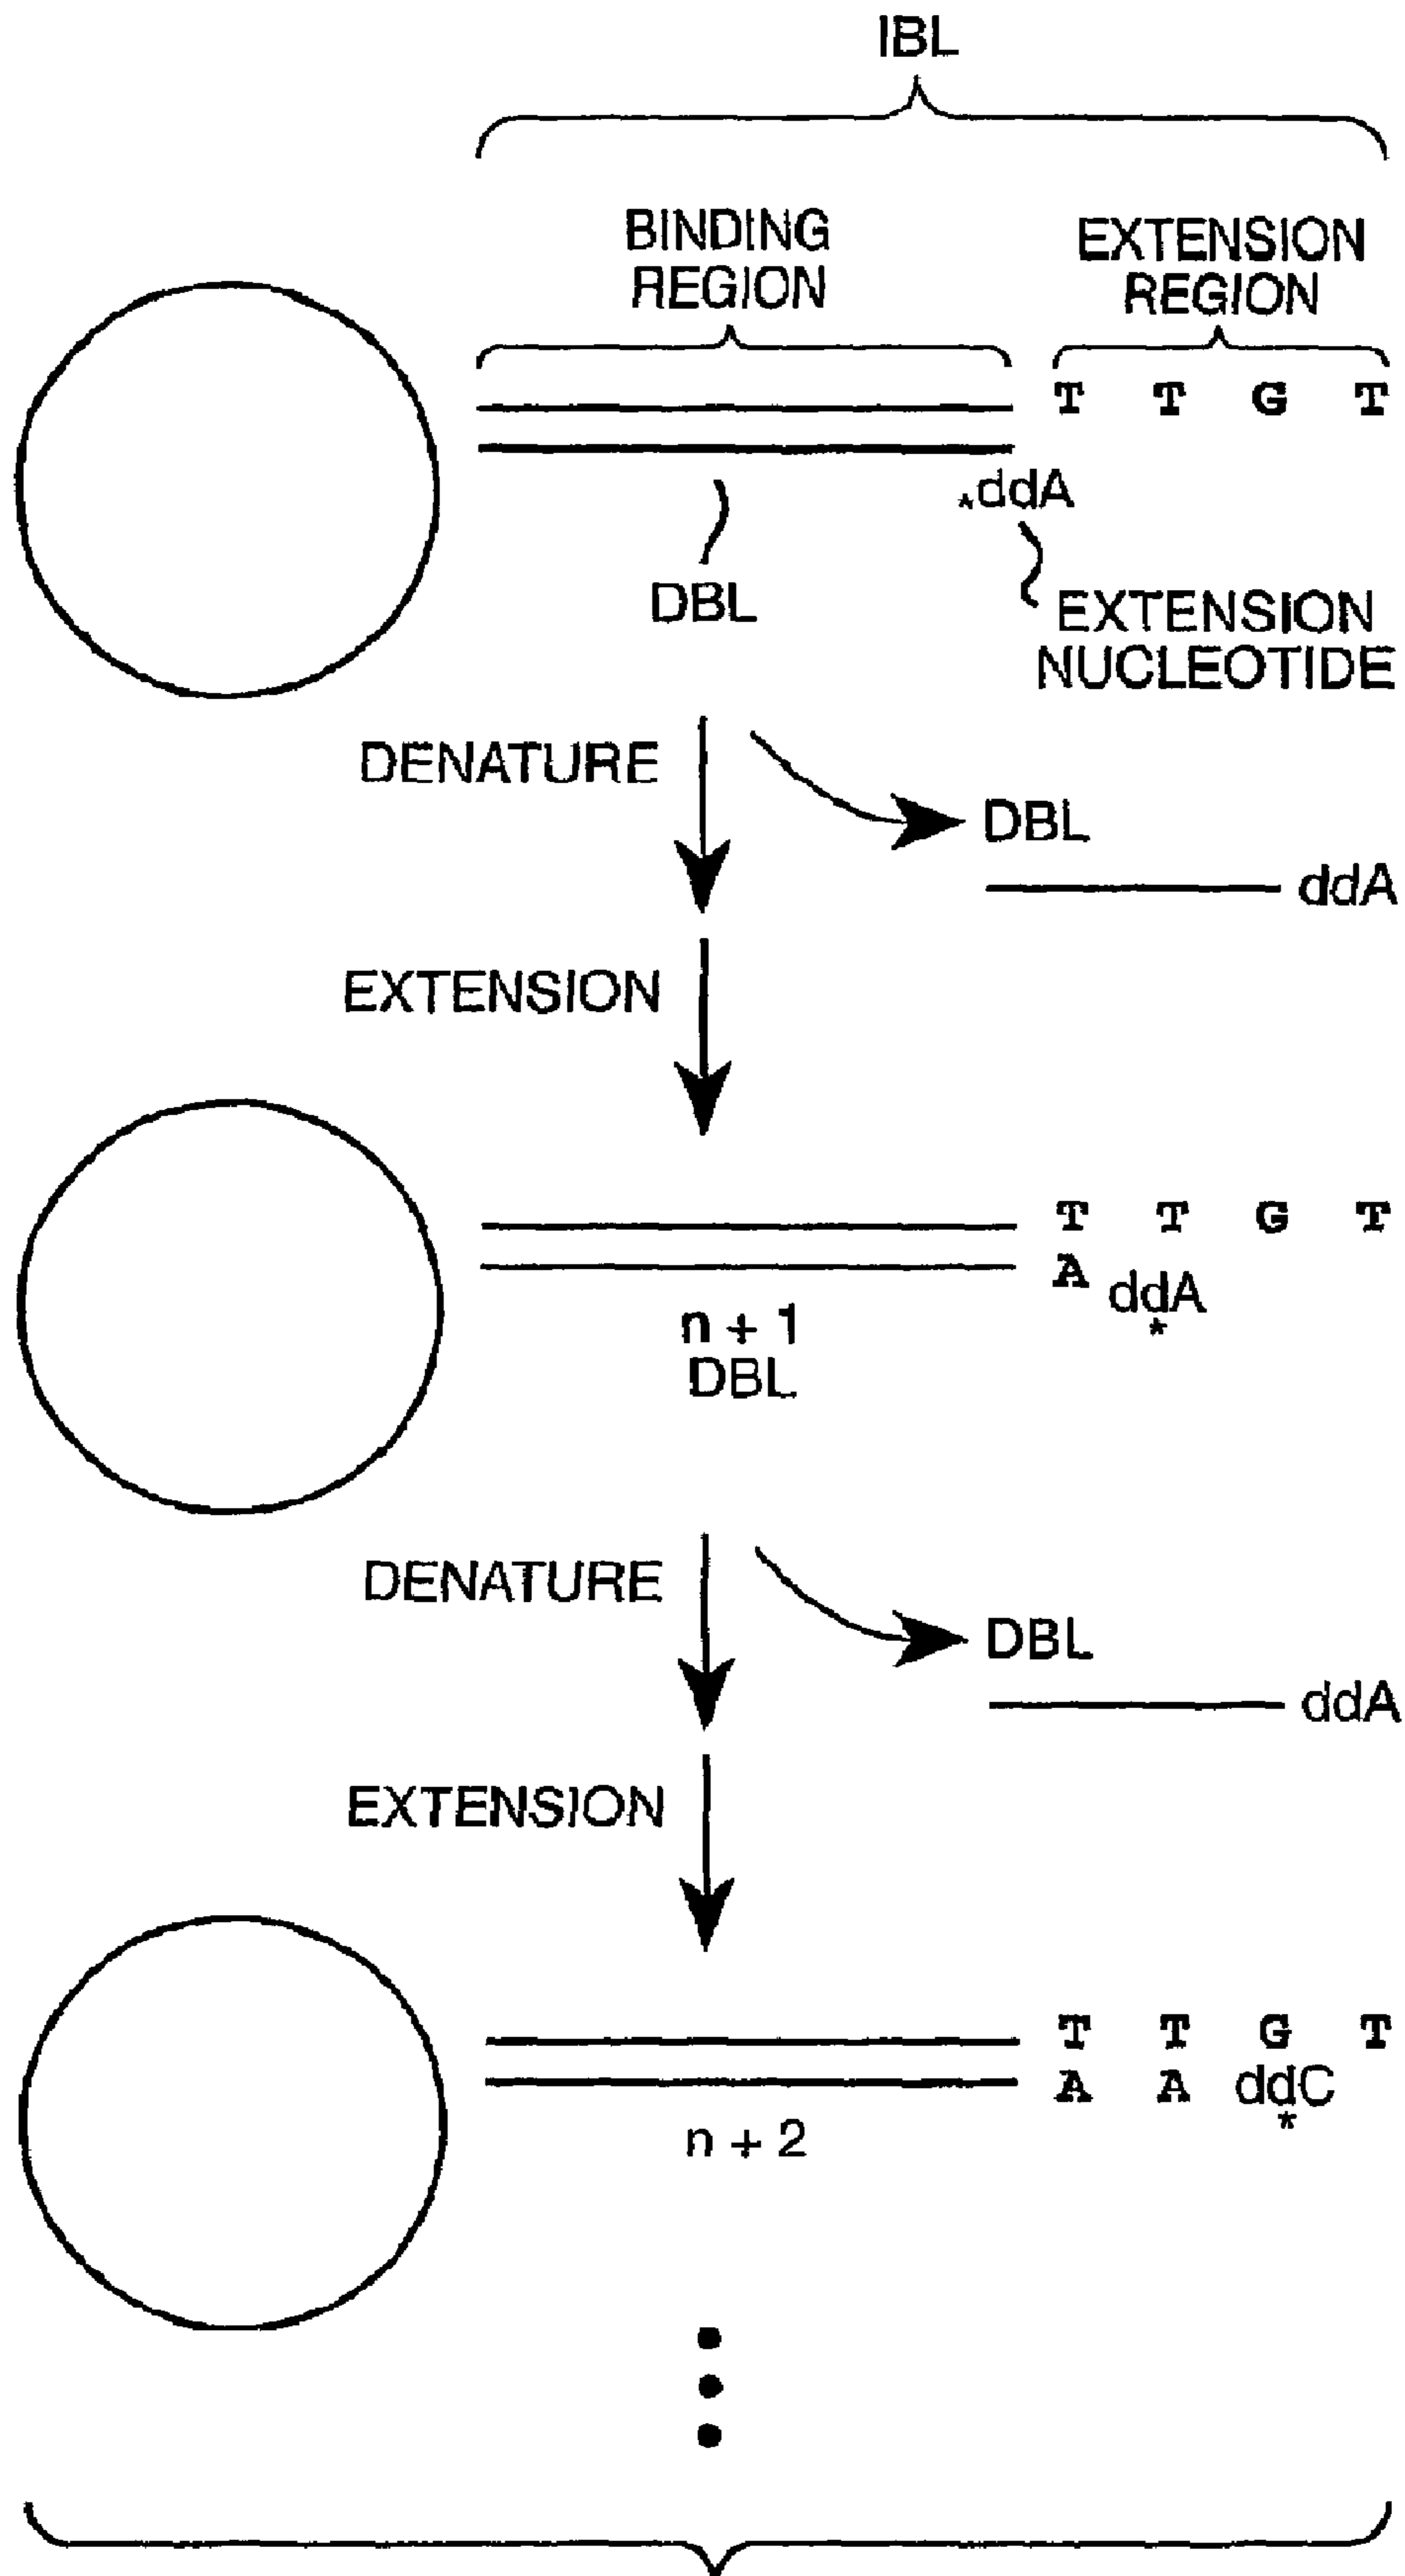 IBL
BINDING
REGION
EXTENSION
REGION
T T G T
*ddA
DBL
EXTENSION
NUCLEOTIDE
DENATURE
DBL
ddA
EXTENSION
T T G T
A ddA
*
n + 1
DBL
DENATURE
DBL
ddA
EXTENSION
T T G T
A A ddC
*
n + 2